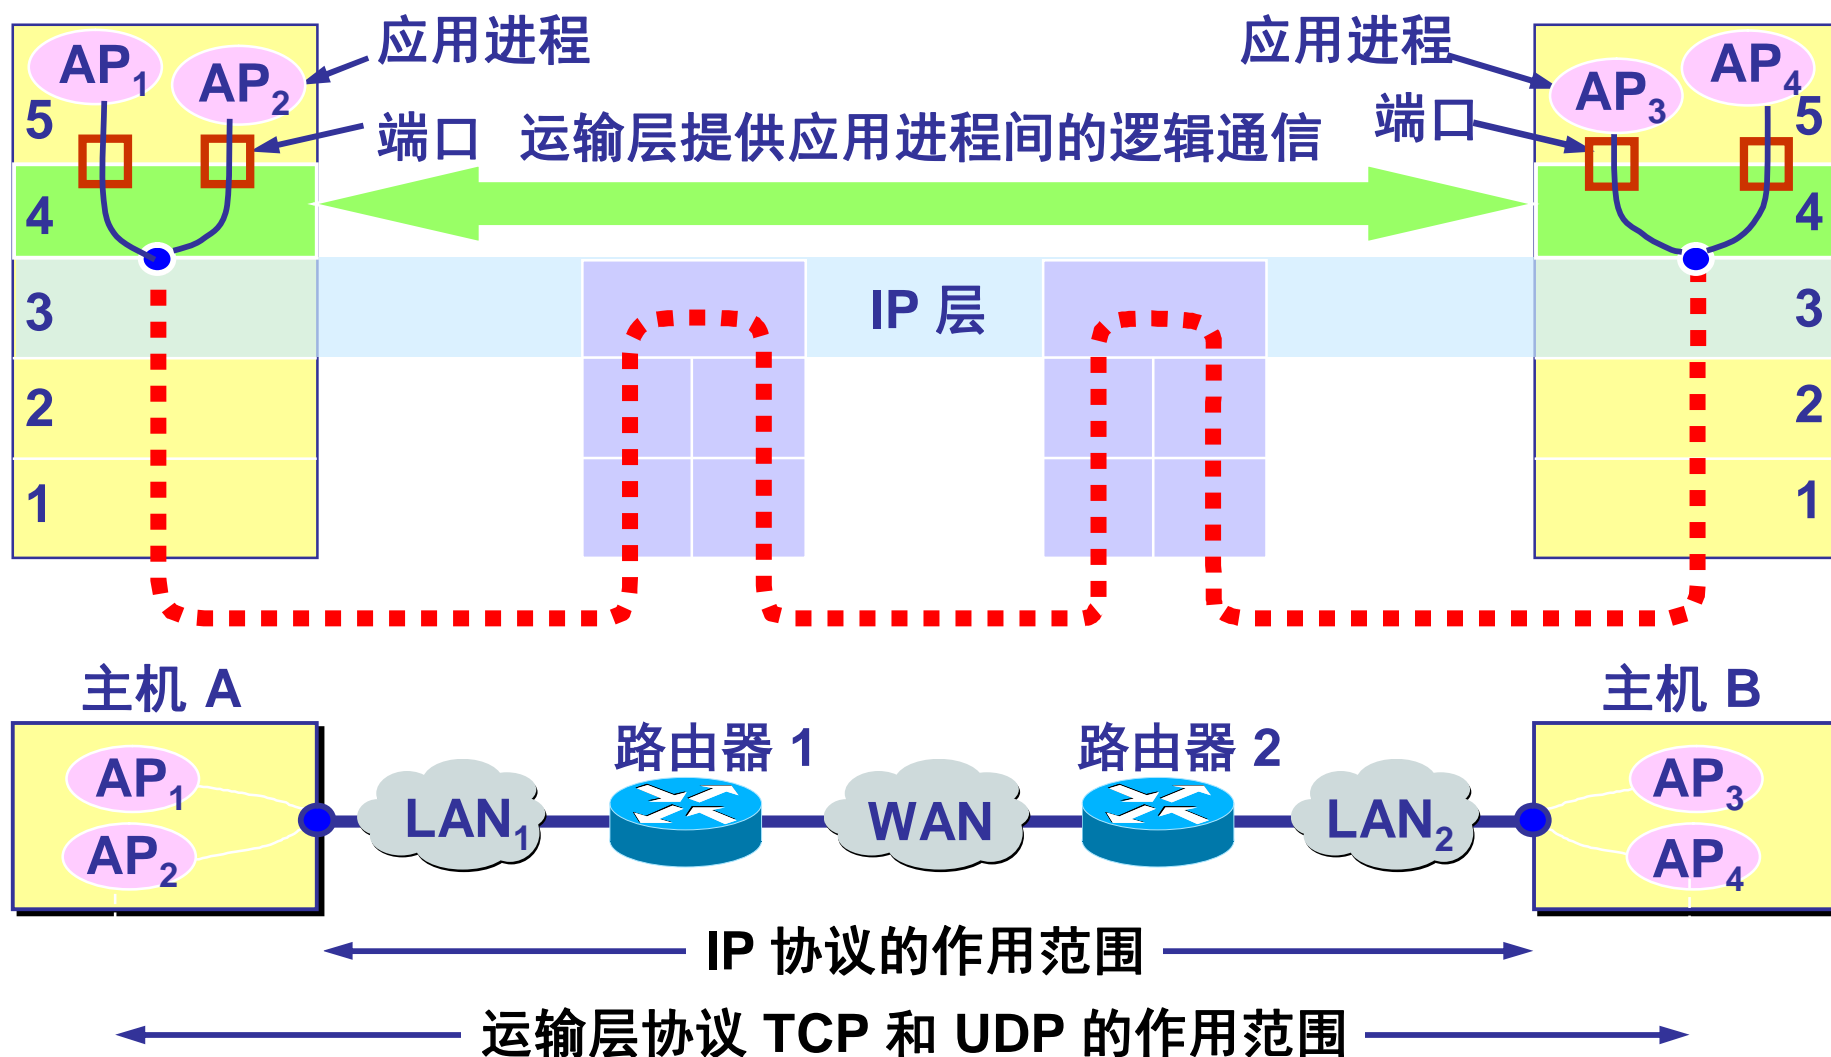 AP1
AP2
应用进程
应用进程
AP3
AP4
5
端口
运输层提供应用进程间的逻辑通信
端口
5
4
4
3
IP 层
3
2
2
1
1
主机 A
主机 B
路由器 1
路由器 2
AP1
AP2
LAN1
WAN
LAN2
AP3
AP4
IP 协议的作用范围
运输层协议 TCP 和 UDP 的作用范围